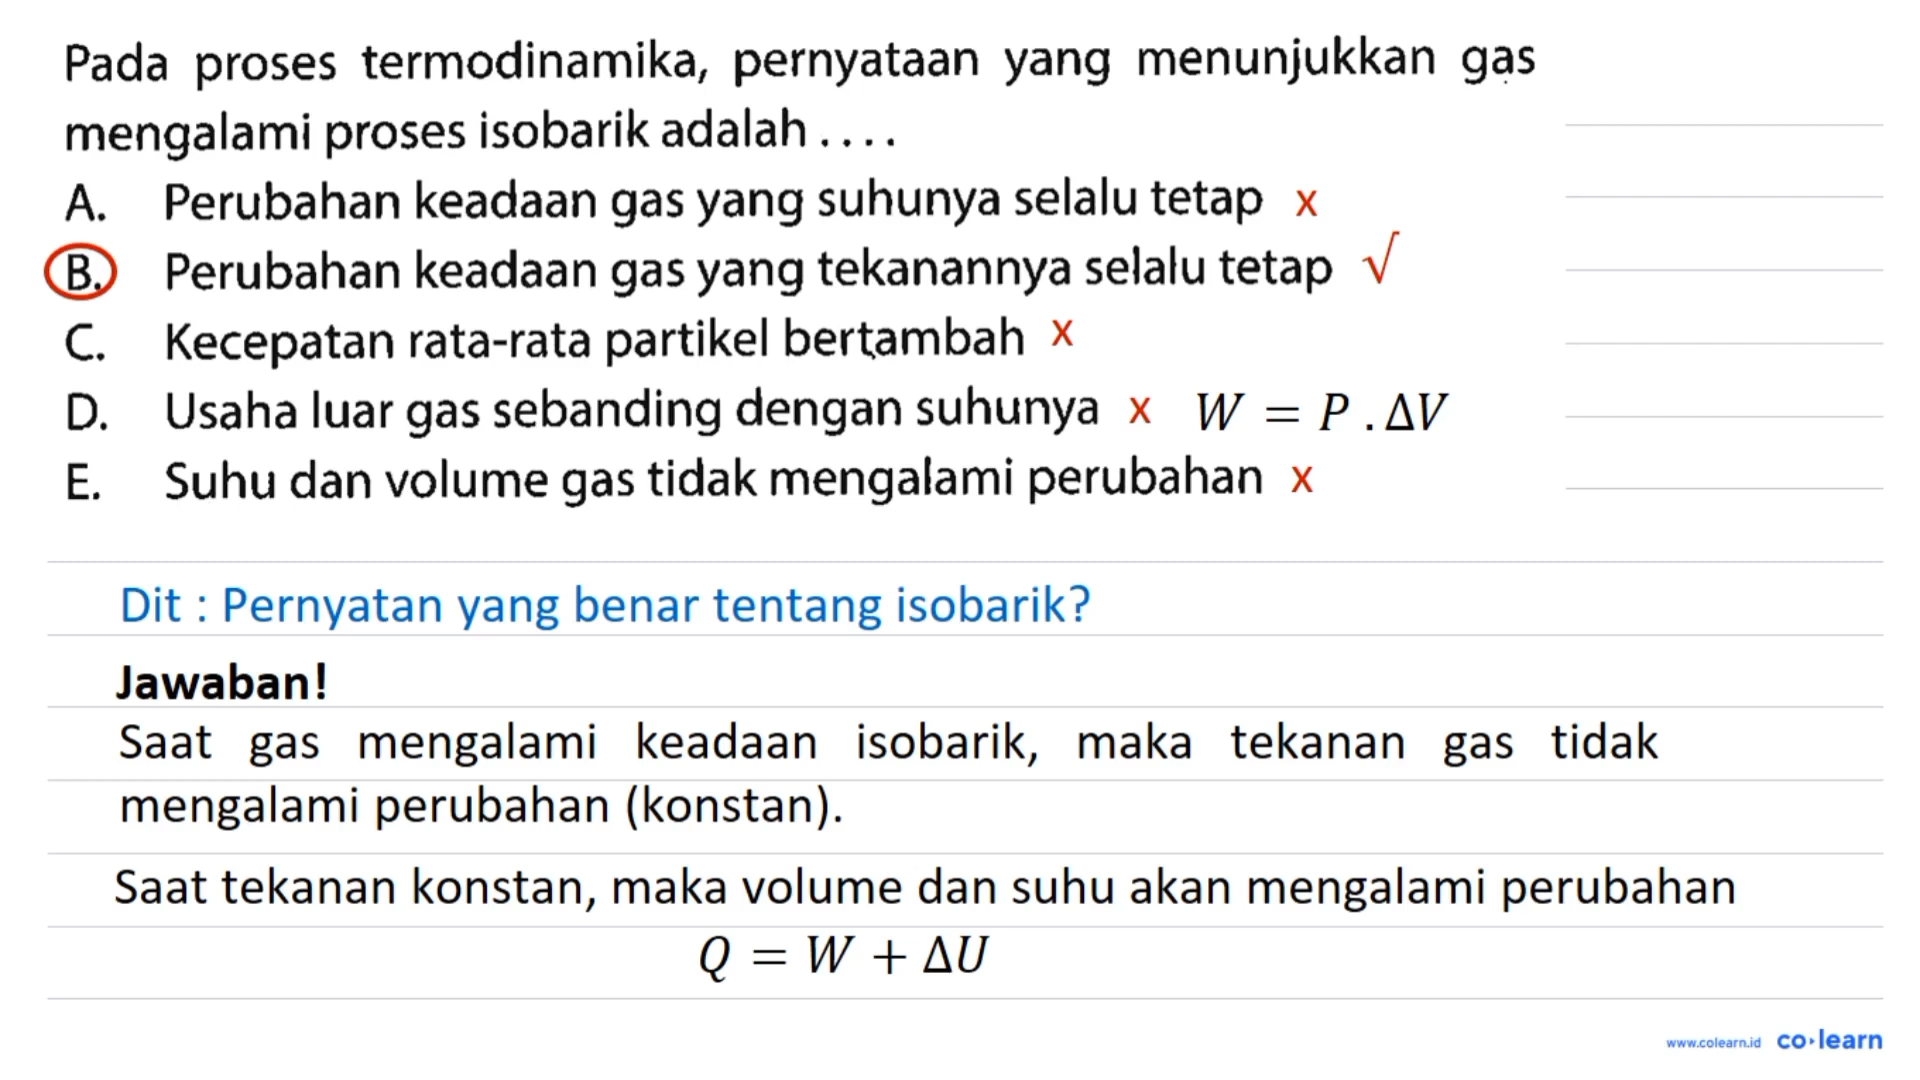 Pada proses termodinamika, pernyataan yang menunjukkan gas
mengalami proses isobarik adalah ....
A. Perubahan keadaan gas yang suhunya selalu tetap x
B. Perubahan keadaan gas yang tekanannya selalu tetap √
C. Kecepatan rata-rata partikel bertambah x
D. Usaha luar gas sebanding dengan suhunya x W = P . ΔV
E. Suhu dan volume gas tidak mengalami perubahan x
Dit : Pernyatan yang benar tentang isobarik?
Jawaban!
Saat gas mengalami keadaan isobarik, maka tekanan gas tidak
mengalami perubahan (konstan).
Saat tekanan konstan, maka volume dan suhu akan mengalami perubahan
Q = W + ΔU
www.colearn.id co·learn